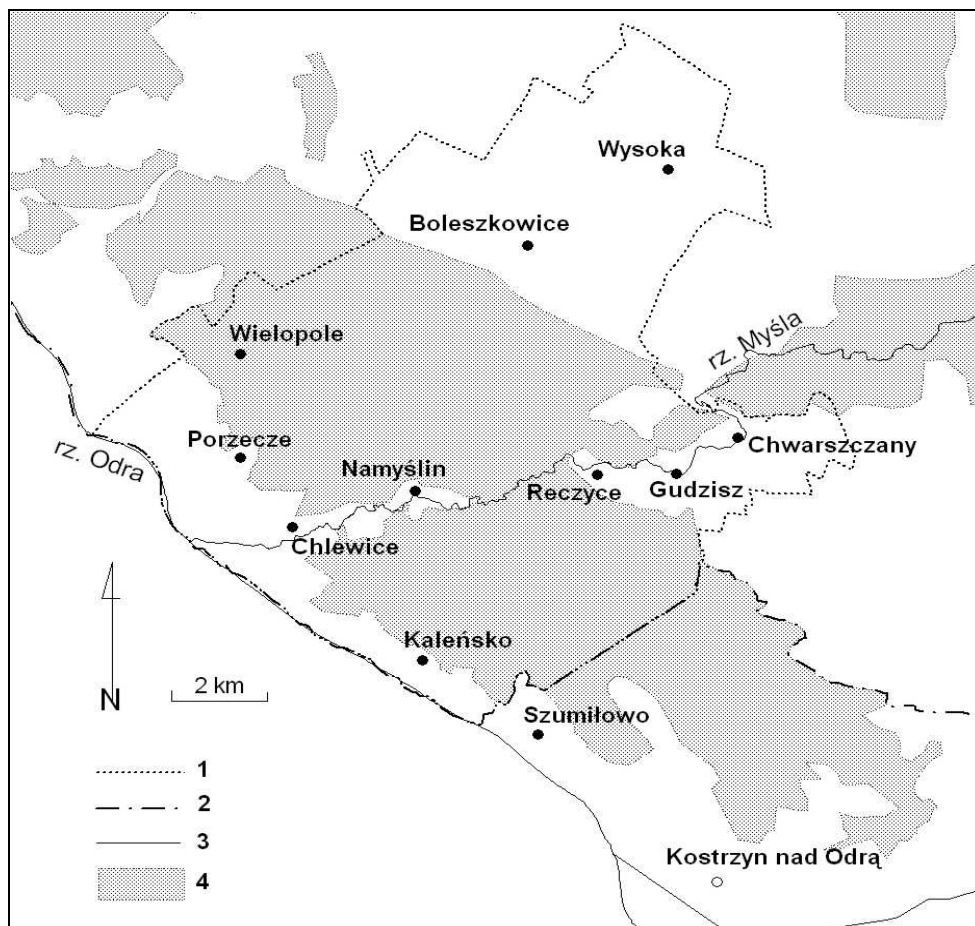 Wysoka
Boleszkowice
rz. Myśla
Wielopole
Chwarszczany
Porzecze
rz. Odra
Namyślin
Reczyce
Gudzisz
Chlewice
Kaleńsko
N
2 km
Szumiłowo
1
2
3
4
Kostrzyn nad Odrą